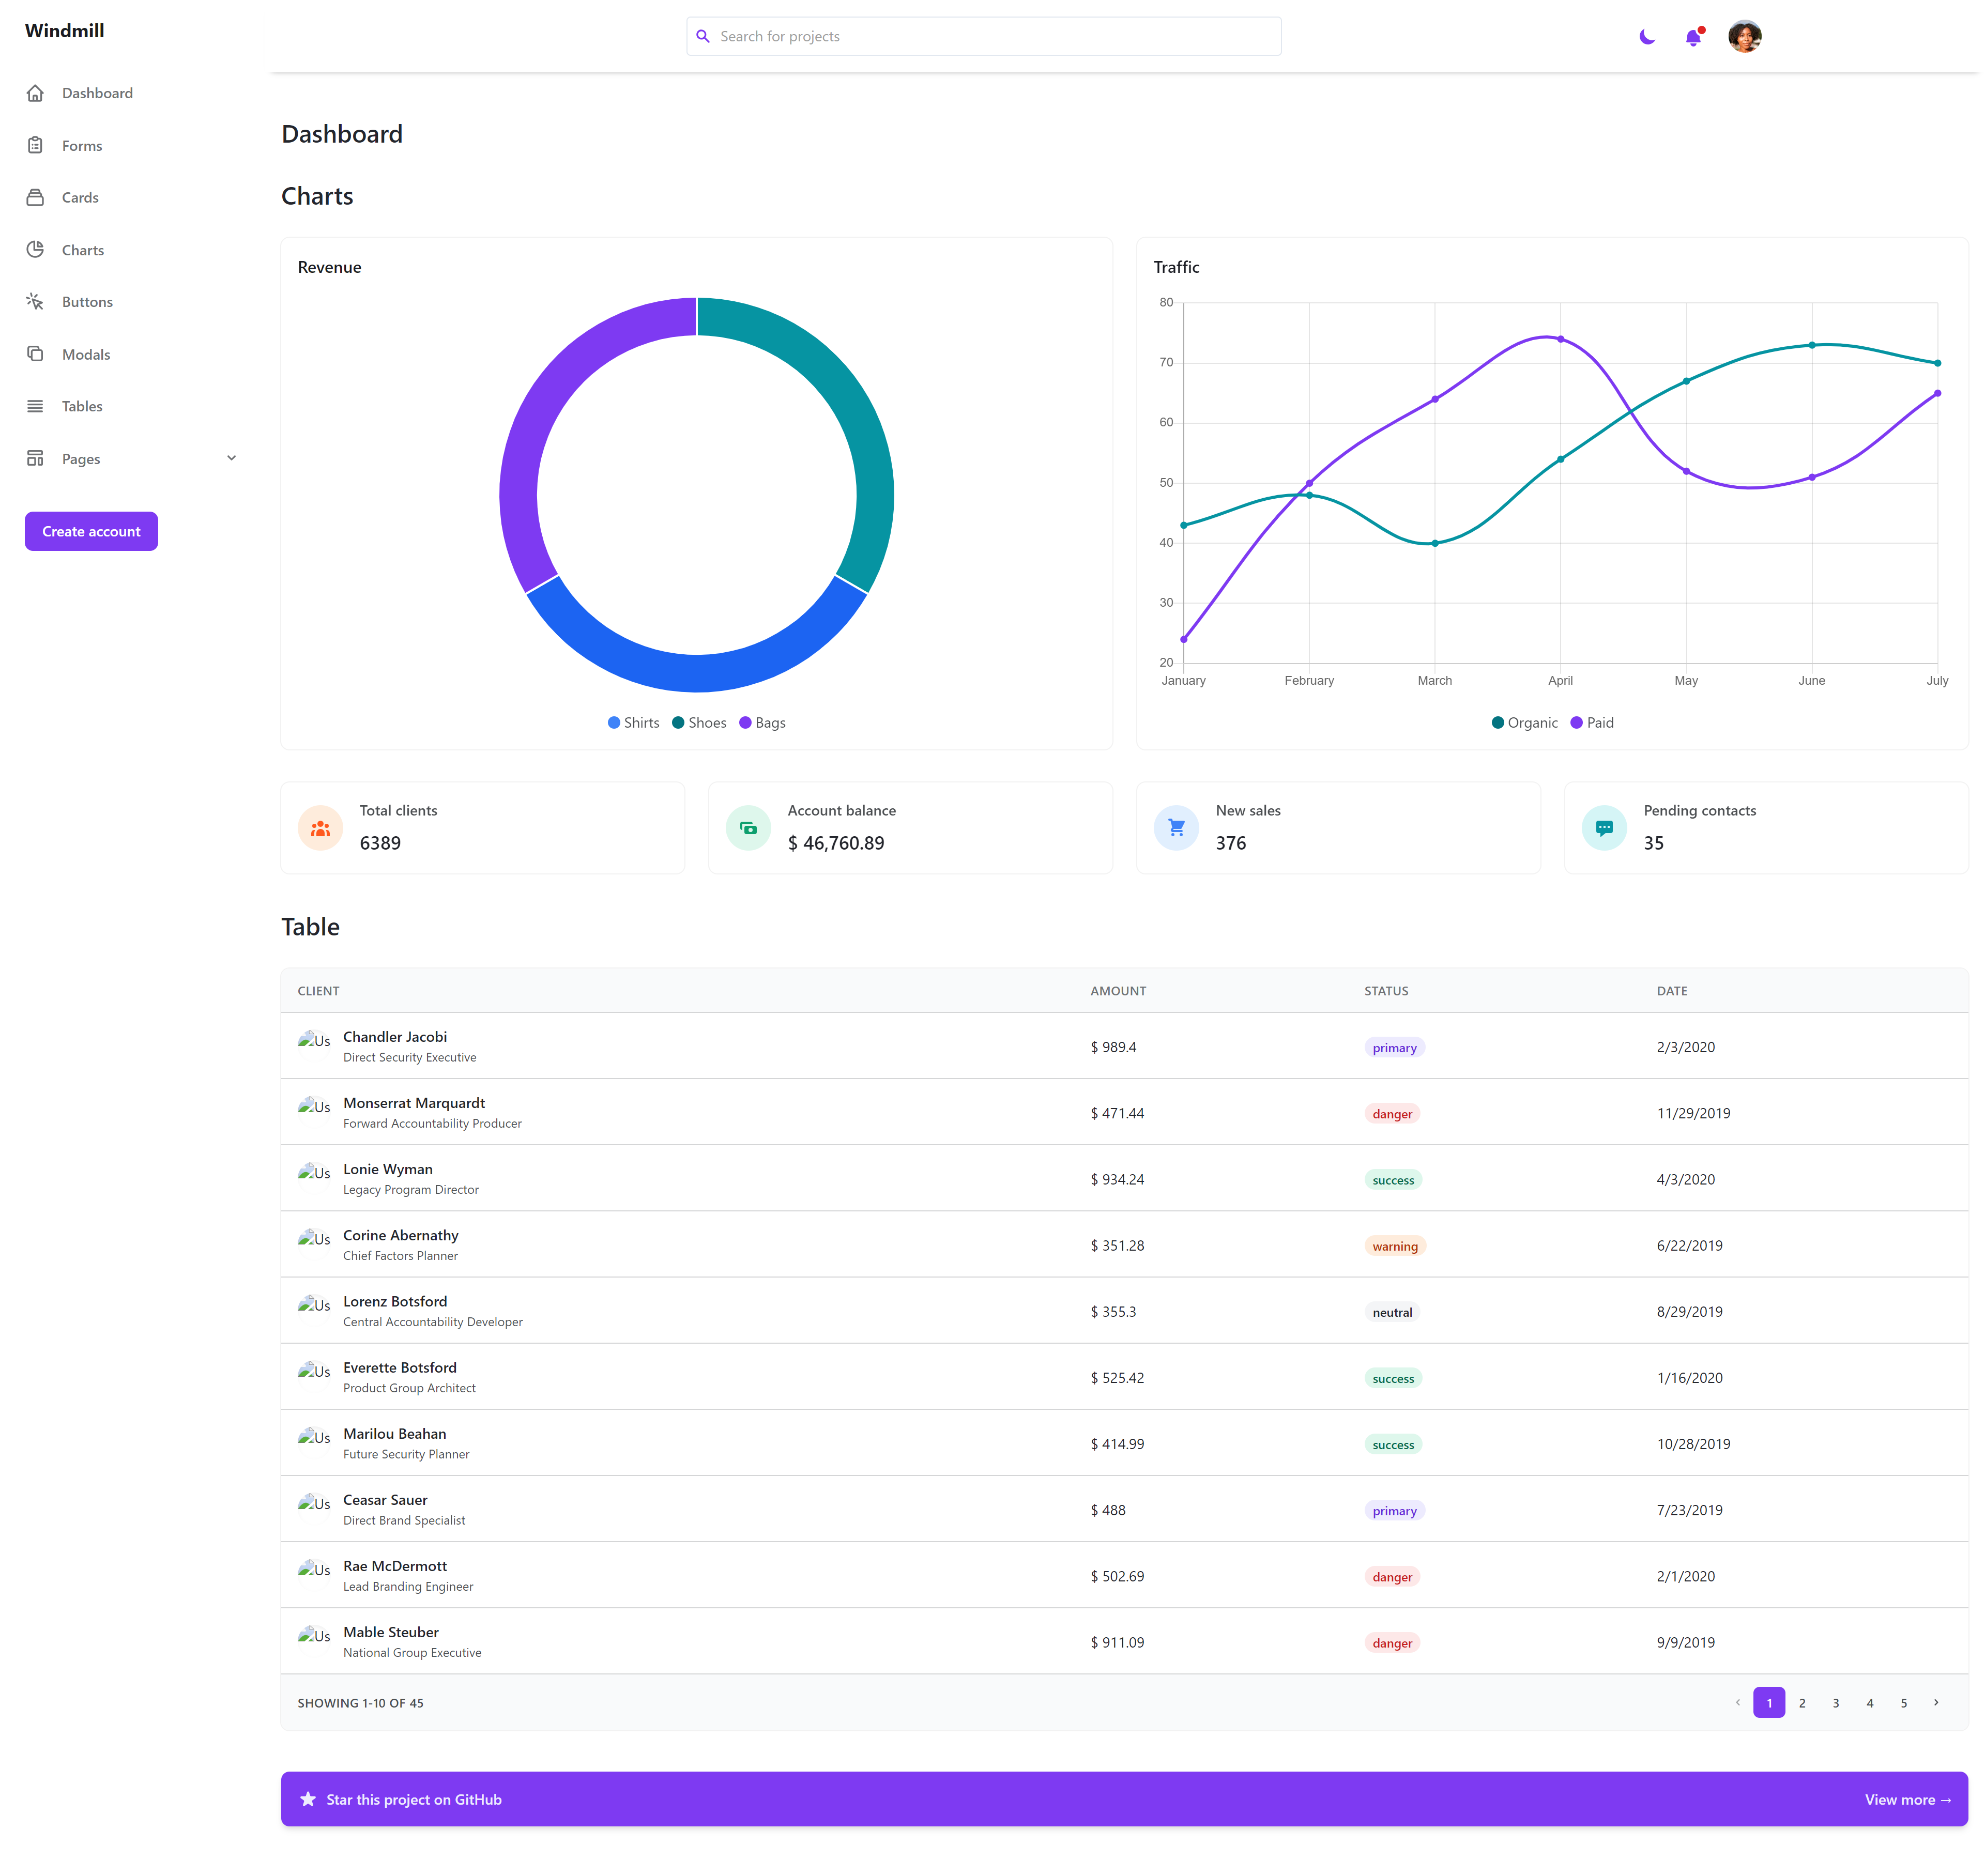 Windmill
Search for projects
Dashboard
Forms
Cards
Charts
Buttons
Modals
Tables
Pages
Create account
Dashboard
Charts
Revenue
Shirts Shoes Bags
Traffic
80
70
60
50
40
30
20
January February March April May June July
Organic Paid
Total clients
6389
Account balance
$ 46,760.89
New sales
376
Pending contacts
35
Table
CLIENT AMOUNT STATUS DATE
Us Chandler Jacobi
Direct Security Executive
$ 989.4 primary 2/3/2020
Us Monserrat Marquardt
Forward Accountability Producer
$ 471.44 danger 11/29/2019
Us Lonie Wyman
Legacy Program Director
$ 934.24 success 4/3/2020
Us Corine Abernathy
Chief Factors Planner
$ 351.28 warning 6/22/2019
Us Lorenz Botsford
Central Accountability Developer
$ 355.3 neutral 8/29/2019
Us Everette Botsford
Product Group Architect
$ 525.42 success 1/16/2020
Us Marilou Beahan
Future Security Planner
$ 414.99 success 10/28/2019
Us Ceasar Sauer
Direct Brand Specialist
$ 488 primary 7/23/2019
Us Rae McDermott
Lead Branding Engineer
$ 502.69 danger 2/1/2020
Us Mable Steuber
National Group Executive
$ 911.09 danger 9/9/2019
SHOWING 1-10 OF 45
1 2 3 4 5
Star this project on GitHub
View more →